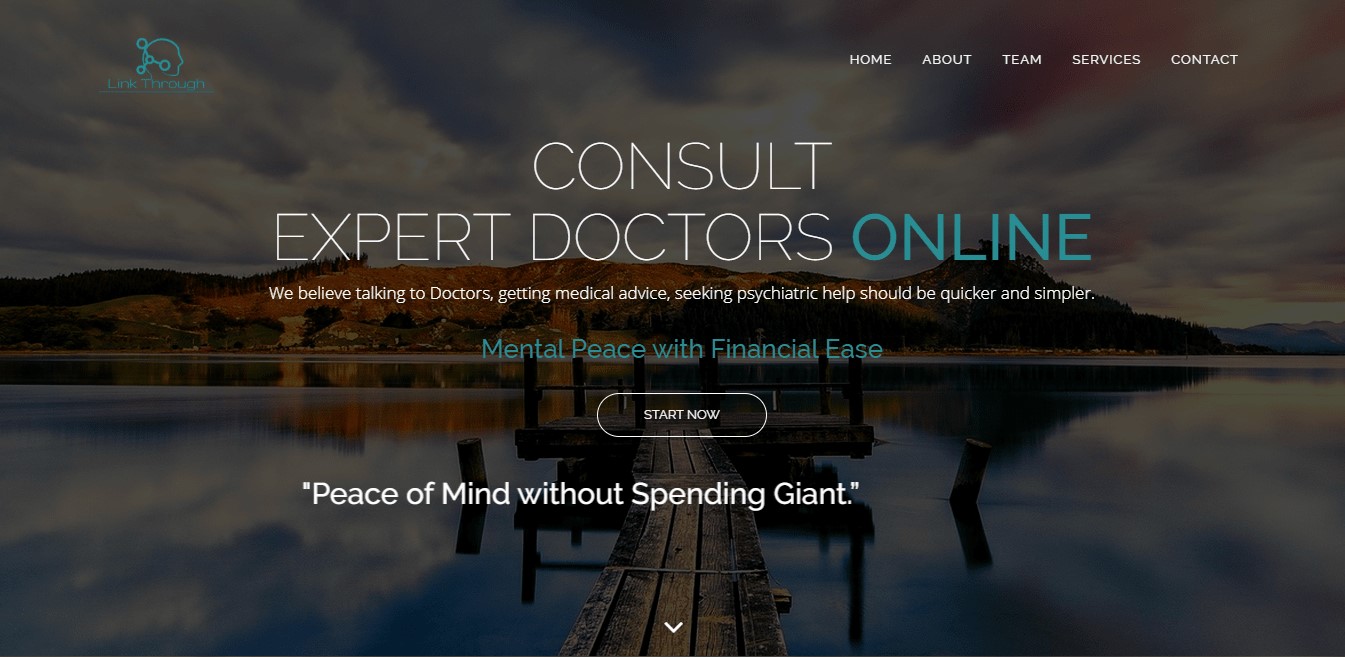 Link Through
HOME ABOUT TEAM SERVICES CONTACT
CONSULT
EXPERT DOCTORS ONLINE
We believe talking to Doctors, getting medical advice, seeking psychiatric help should be quicker and simpler.
Mental Peace with Financial Ease
START NOW
"Peace of Mind without Spending Giant.”